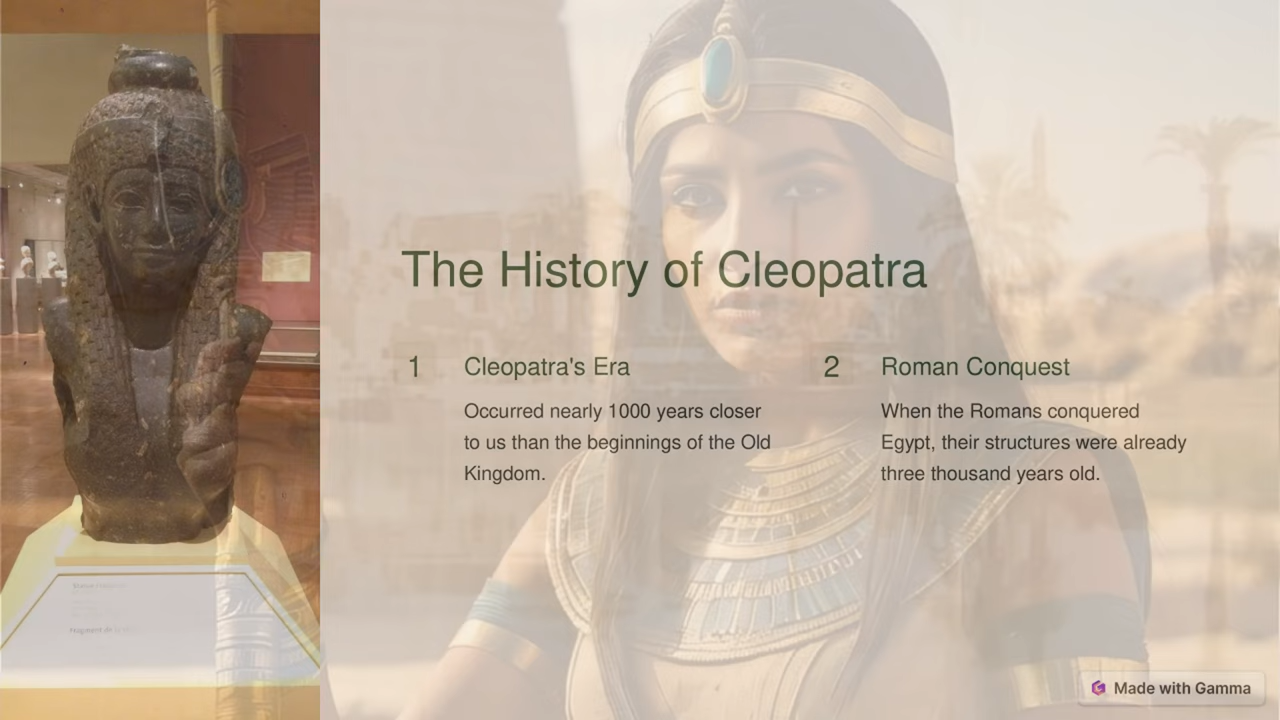 The History of Cleopatra
1
Cleopatra's Era
Occurred nearly 1000 years closer
to us than the beginnings of the Old
Kingdom.
2
Roman Conquest
When the Romans conquered
Egypt, their structures were already
three thousand years old.
Made with Gamma